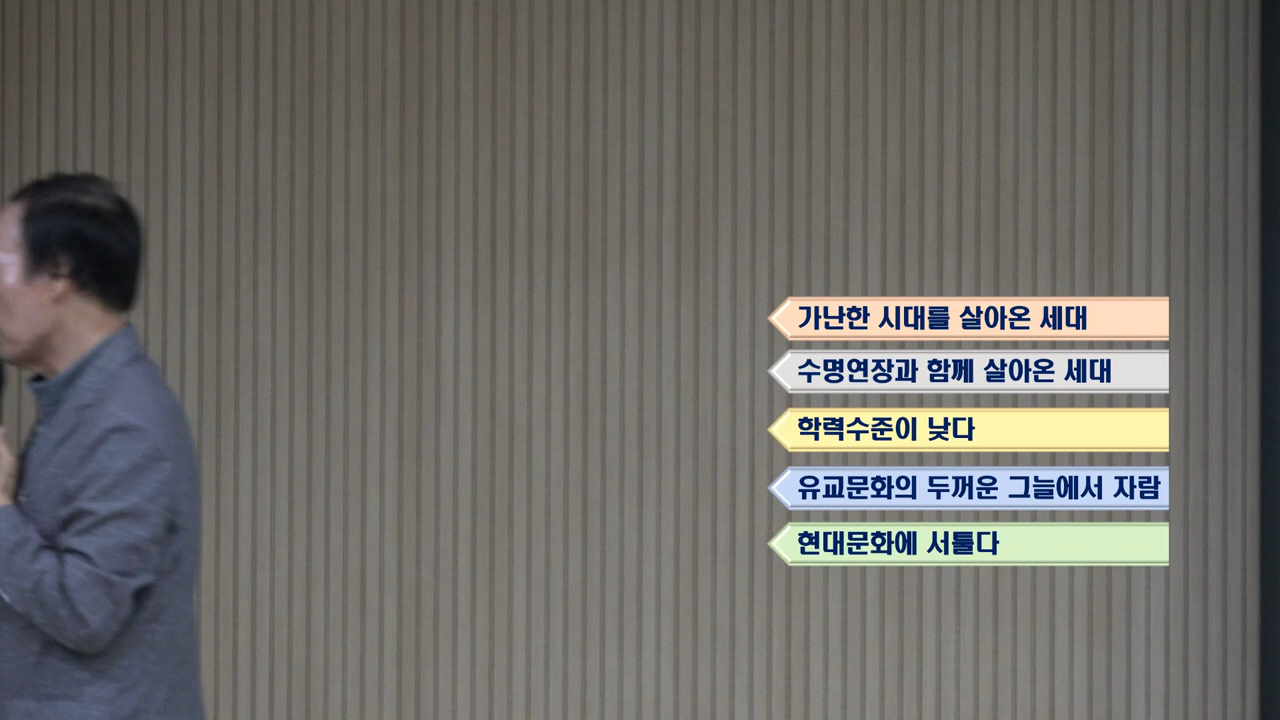 가난한 시대를 살아온 세대
수명연장과 함께 살아온 세대
학력수준이 낮다
유교문화의 두꺼운 그늘에서 자람
현대문화에 서툴다